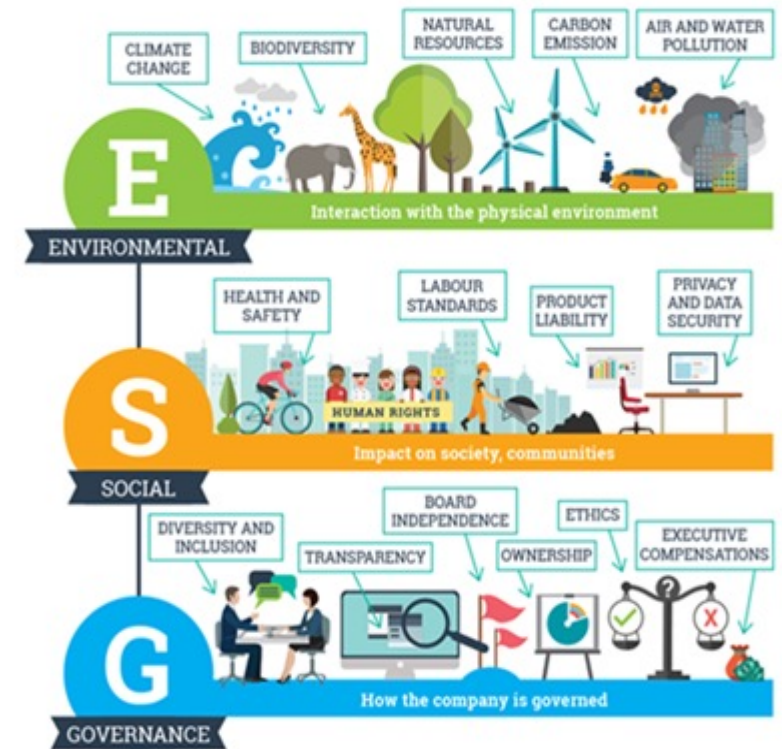 CLIMATE
CHANGE
BIODIVERSITY
NATURAL
RESOURCES
CARBON
EMISSION
AIR AND WATER
POLLUTION
E
Interaction with the physical environment
ENVIRONMENTAL
HEALTH AND
SAFETY
LABOUR
STANDARDS
PRODUCT
LIABILITY
PRIVACY
AND DATA
SECURITY
S
HUMAN RIGHTS
Impact on society, communities
SOCIAL
DIVERSITY AND
INCLUSION
TRANSPARENCY
BOARD
INDEPENDENCE
OWNERSHIP
ETHICS
EXECUTIVE
COMPENSATIONS
?
G
How the company is governed
GOVERNANCE